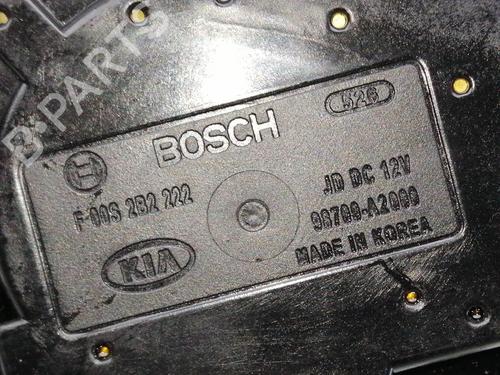 B-PARTS
BOSCH
526
F 00S 2B2 222
JD DC 12V
98700-A2000
MADE IN KOREA
KIA